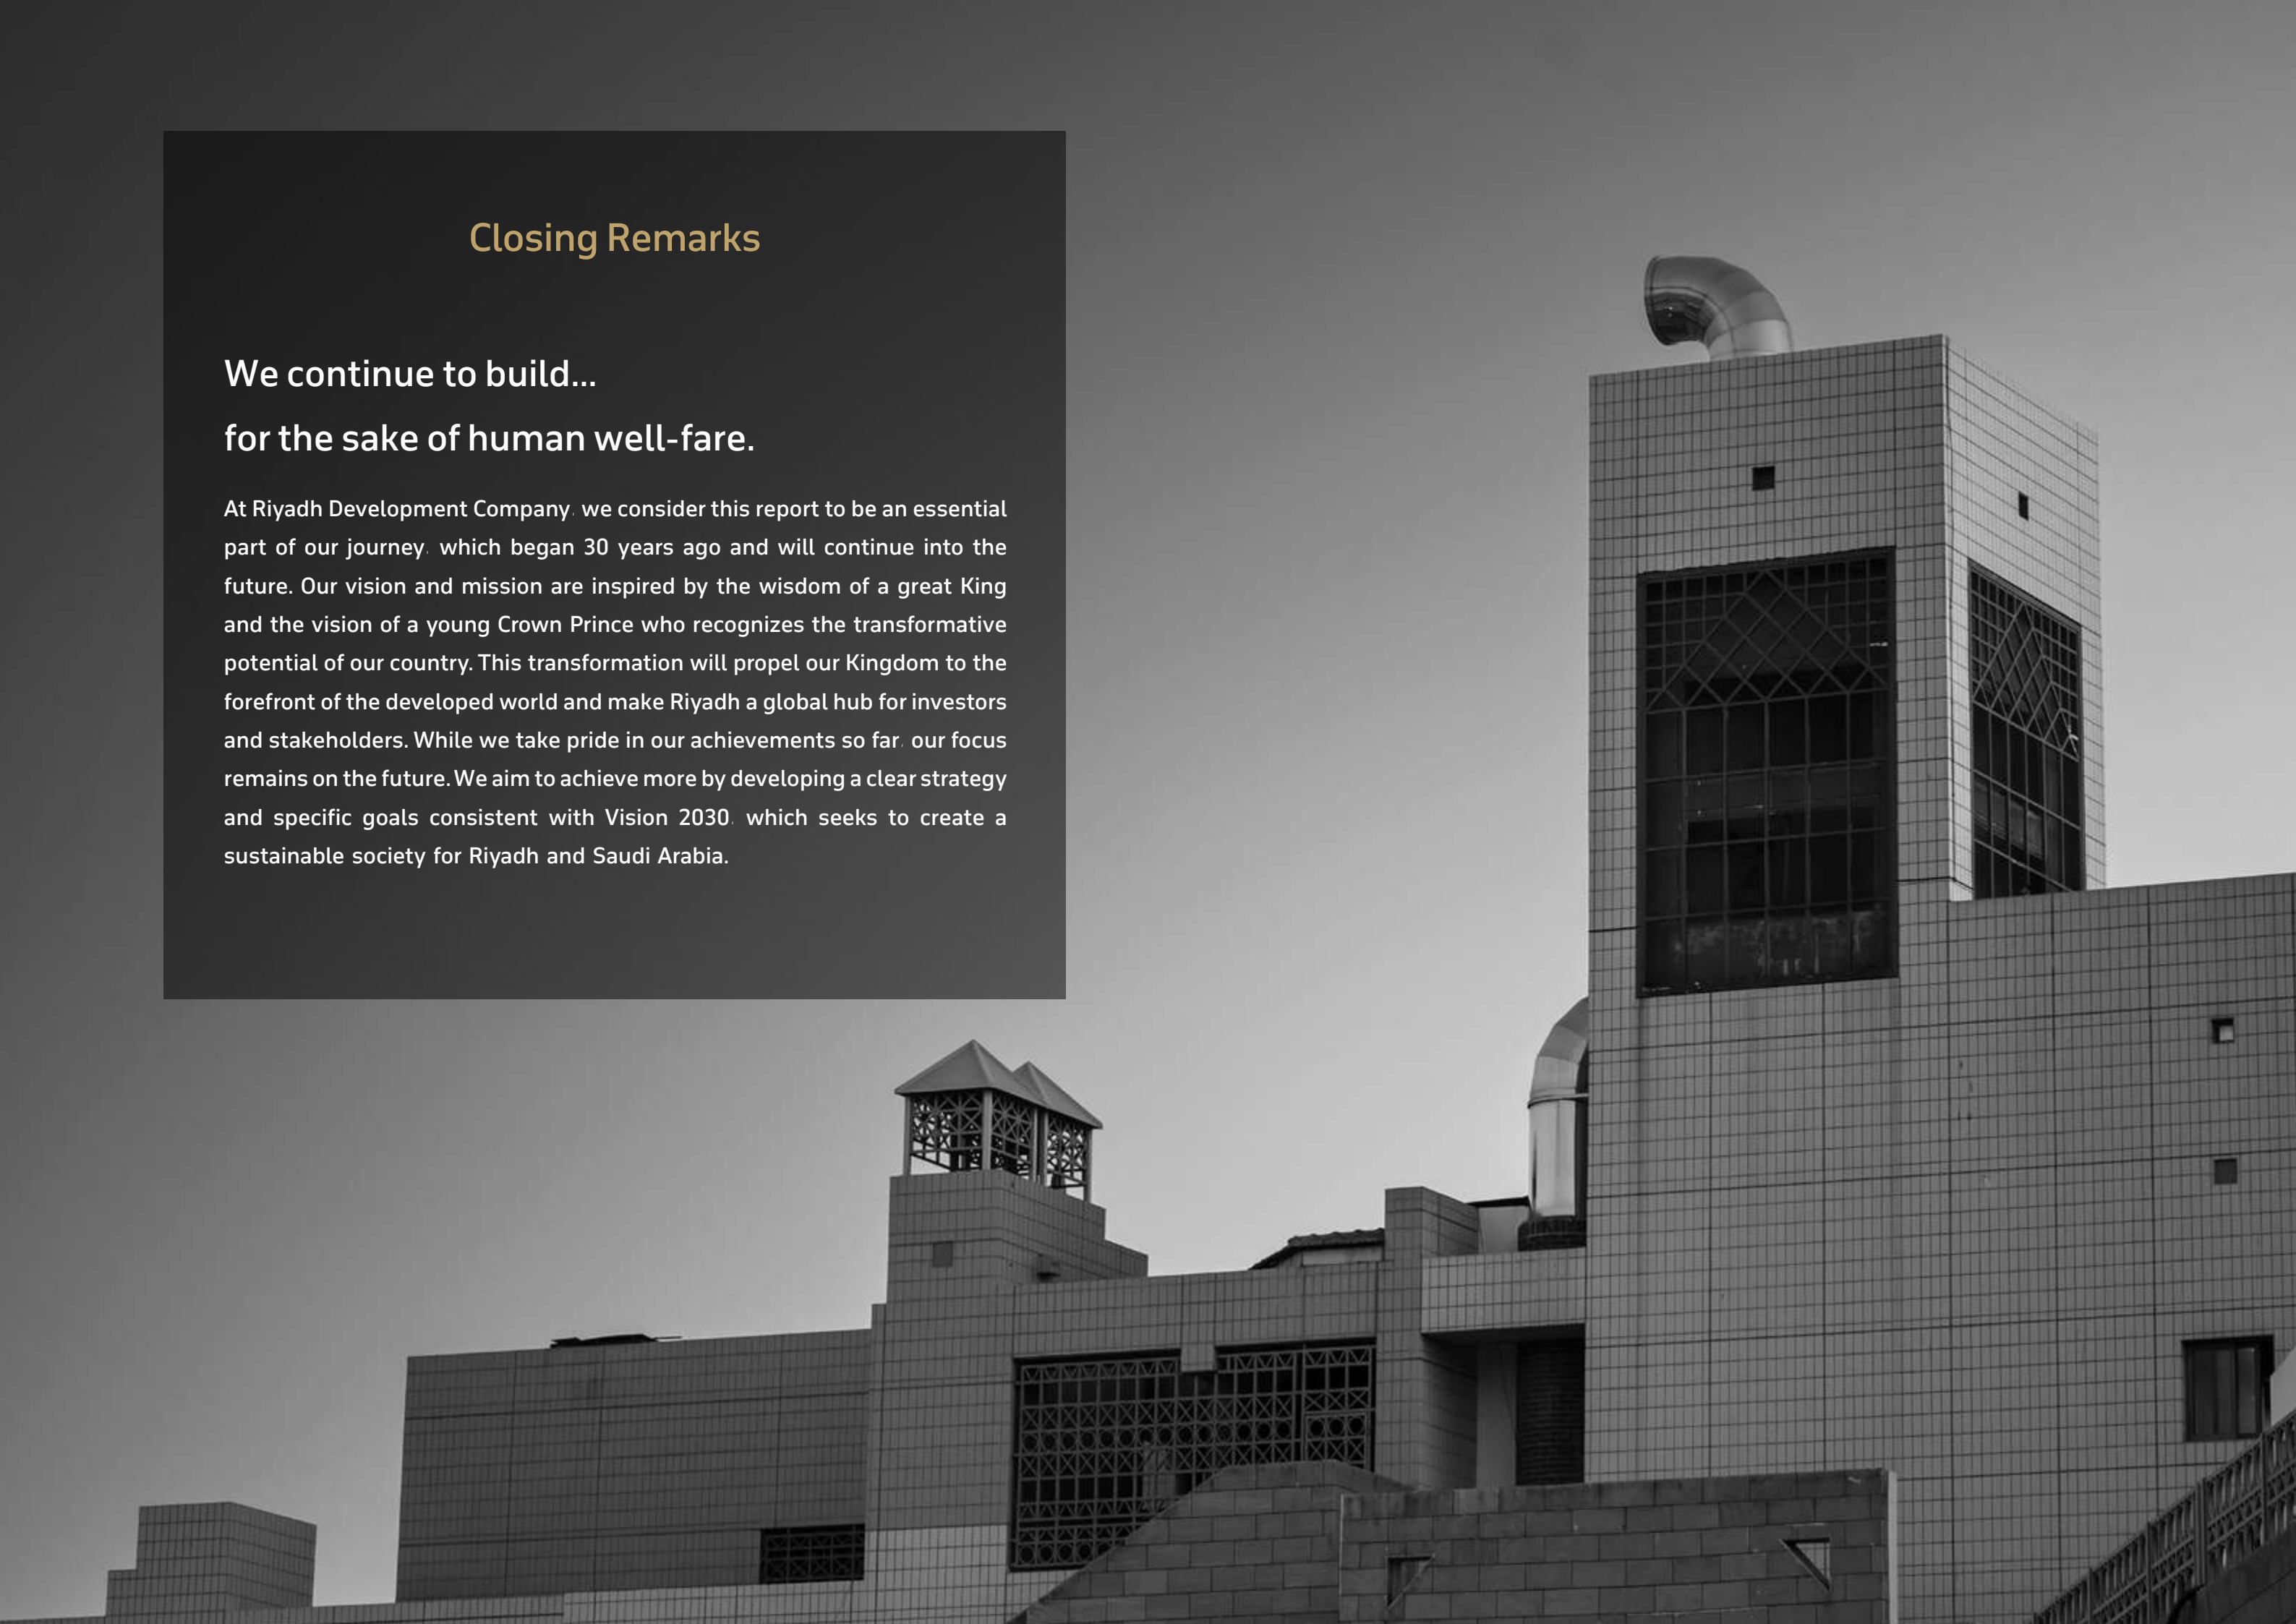 Closing Remarks
We continue to build...
for the sake of human well-fare.
At Riyadh Development Company, we consider this report to be an essential
part of our journey, which began 30 years ago and will continue into the
future. Our vision and mission are inspired by the wisdom of a great King
and the vision of a young Crown Prince who recognizes the transformative
potential of our country. This transformation will propel our Kingdom to the
forefront of the developed world and make Riyadh a global hub for investors
and stakeholders. While we take pride in our achievements so far, our focus
remains on the future. We aim to achieve more by developing a clear strategy
and specific goals consistent with Vision 2030, which seeks to create a
sustainable society for Riyadh and Saudi Arabia.